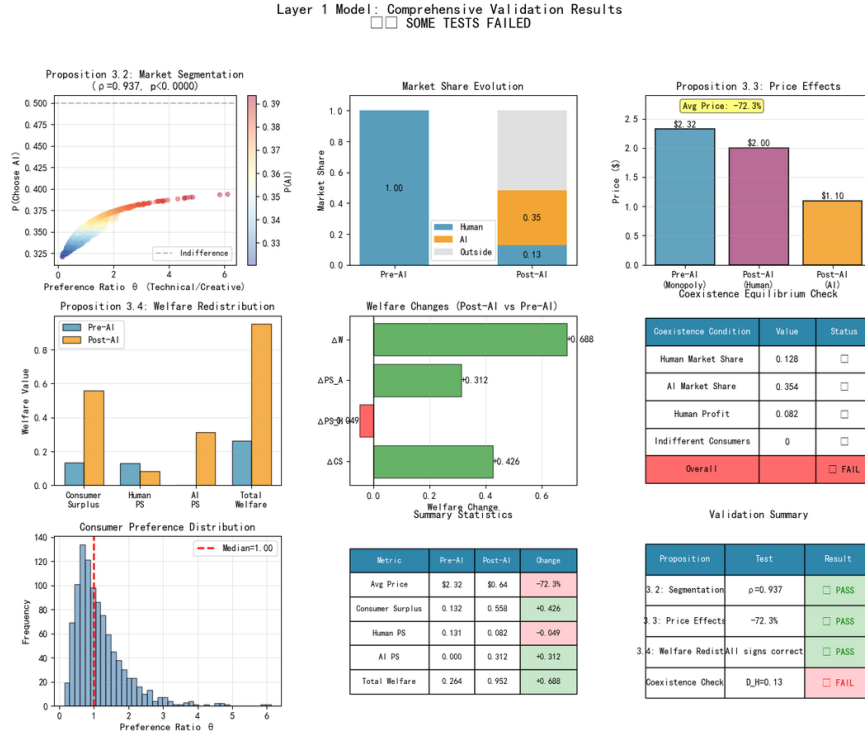 Layer 1 Model: Comprehensive Validation Results
□□ SOME TESTS FAILED
Proposition 3.2: Market Segmentation
(ρ=0.937, p<0.0000)
0.500
0.475
0.450
0.425
0.400
0.375
0.350
0.325
P(Choose AI)
0 2 4 6
Preference Ratio θ (Technical/Creative)
Indifference
0.39
0.38
0.37
0.36
0.35
0.34
0.33
P(AI)
Market Share Evolution
1.0
0.8
0.6
0.4
0.2
0.0
Market Share
1.00
0.35
0.13
Human
AI
Outside
Pre-AI Post-AI
Proposition 3.3: Price Effects
Avg Price: -72.3%
2.5
2.0
1.5
1.0
0.5
0.0
Price ($)
$2.32
$2.00
$1.10
Pre-AI Post-AI Post-AI
(Monopoly) (Human) (AI)
Proposition 3.4: Welfare Redistribution
Pre-AI
Post-AI
0.8
0.6
0.4
0.2
0.0
Welfare Value
Consumer Human AI Total
Surplus PS PS Welfare
Welfare Changes (Post-AI vs Pre-AI)
ΔW
+0.688
ΔPS_A
+0.312
ΔPS_H
-0.049
ΔCS
+0.426
0.0 0.2 0.4 0.6
Welfare Change
Coexistence Equilibrium Check
Coexistence Condition Value Status
Human Market Share 0.128 □
AI Market Share 0.354 □
Human Profit 0.082 □
Indifferent Consumers 0 □
Overall □ FAIL
Consumer Preference Distribution
Median=1.00
140
120
100
80
60
40
20
0
Frequency
0 1 2 3 4 5 6
Preference Ratio θ
Summary Statistics
Metric Pre-AI Post-AI Change
Avg Price $2.32 $0.64 -72.3%
Consumer Surplus 0.132 0.558 +0.426
Human PS 0.131 0.082 -0.049
AI PS 0.000 0.312 +0.312
Total Welfare 0.264 0.952 +0.688
Validation Summary
Proposition Test Result
3.2: Segmentation ρ=0.937 □ PASS
3.3: Price Effects -72.3% □ PASS
3.4: Welfare Redist All signs correct □ PASS
Coexistence Check D_H=0.13 □ FAIL